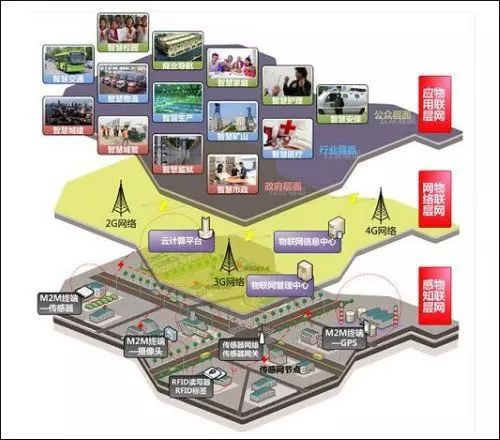 智慧校园
商业导航
智慧交通
智慧家庭
智慧物流
智慧护理
智慧生产
智慧安保
智慧城建
智慧矿山
智慧城管
智慧医疗
智慧监狱
智慧市政
公众层面
行业层面
政府层面
物联网
应用层
2G网络
4G网络
云计算平台
物联网信息中心
3G网络
物联网管理中心
物联网
网络层
M2M终端
—传感器
M2M终端
—摄像头
传感器网络
传感器网关
M2M终端
—GPS
传感网节点
RFID读写器
RFID标签
物联网
感知层